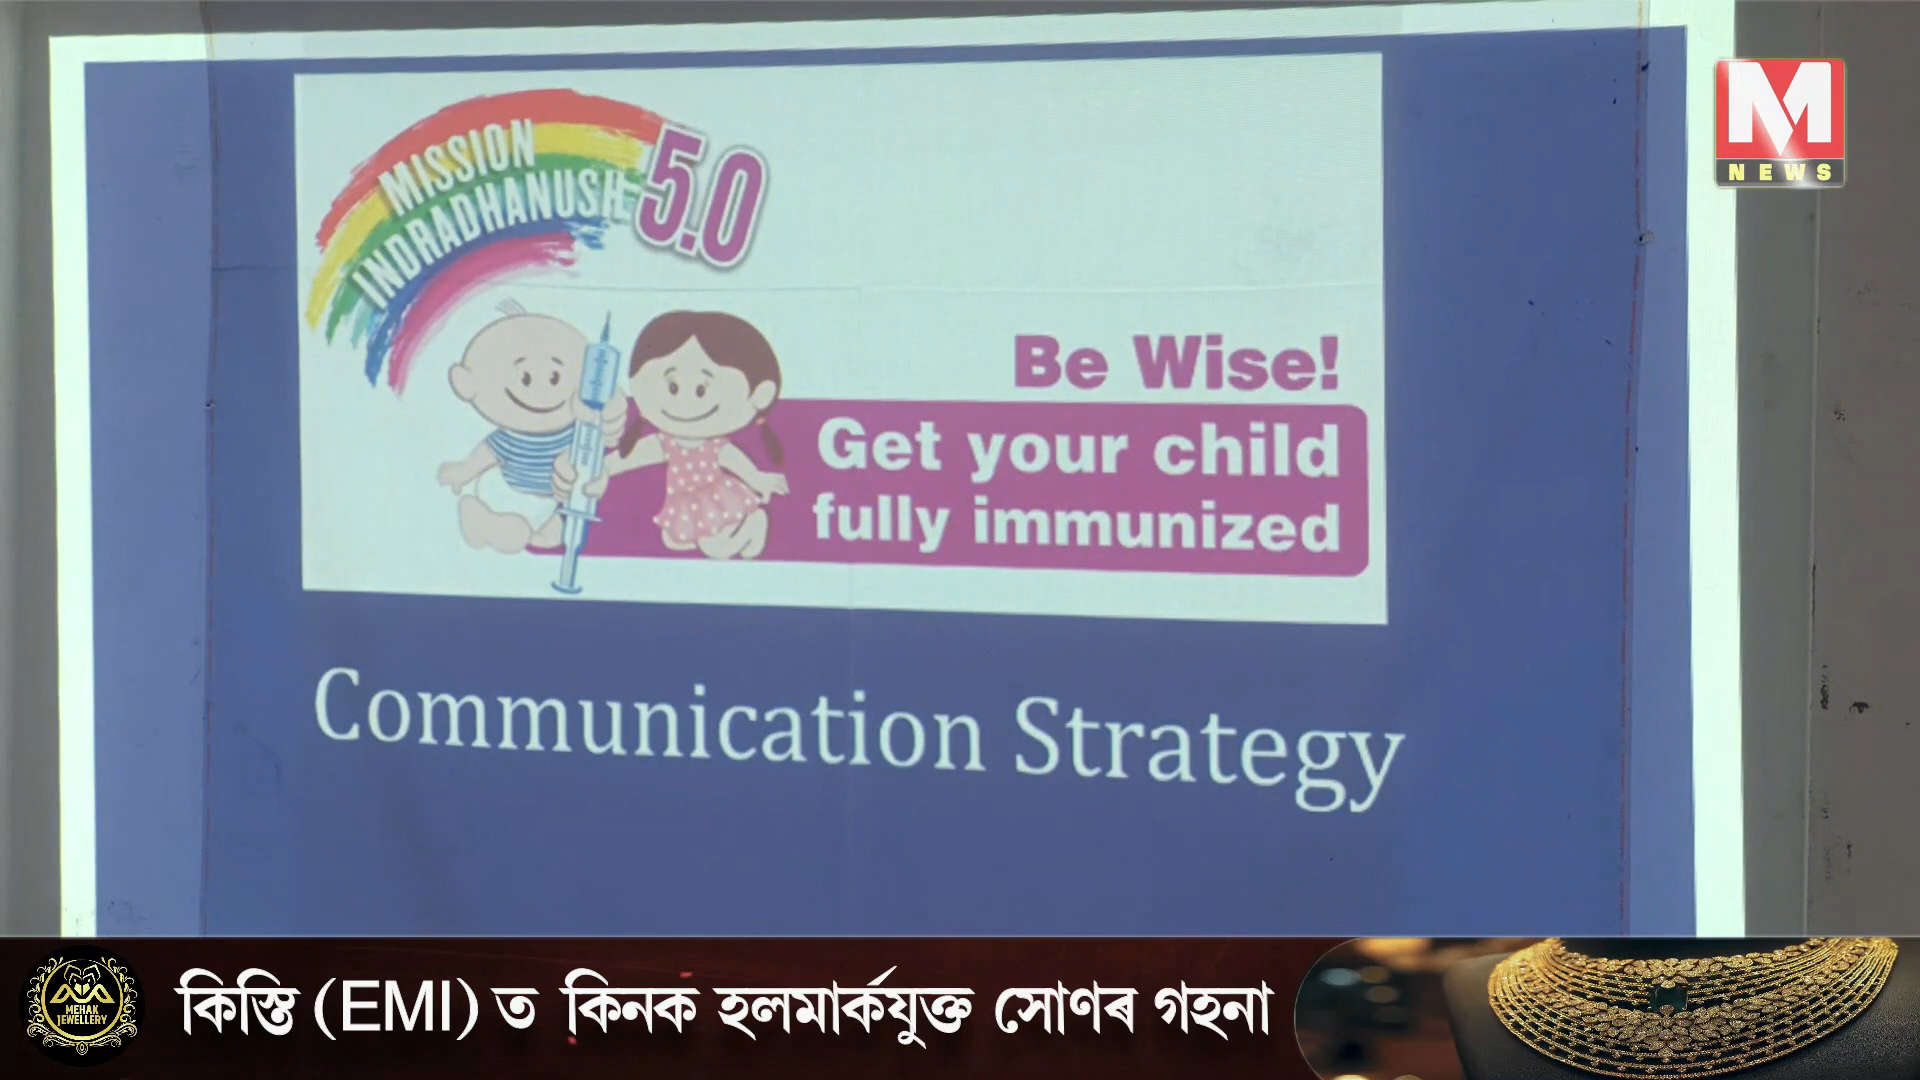 MISSION
INDRADHANUSH
5.0
Be Wise!
Get your child
fully immunized
Communication Strategy
M
NEWS
MEHAK
JEWELLERY
কিস্তি (EMI) ত কিনক হলমাৰ্কযুক্ত সোণৰ গহনা